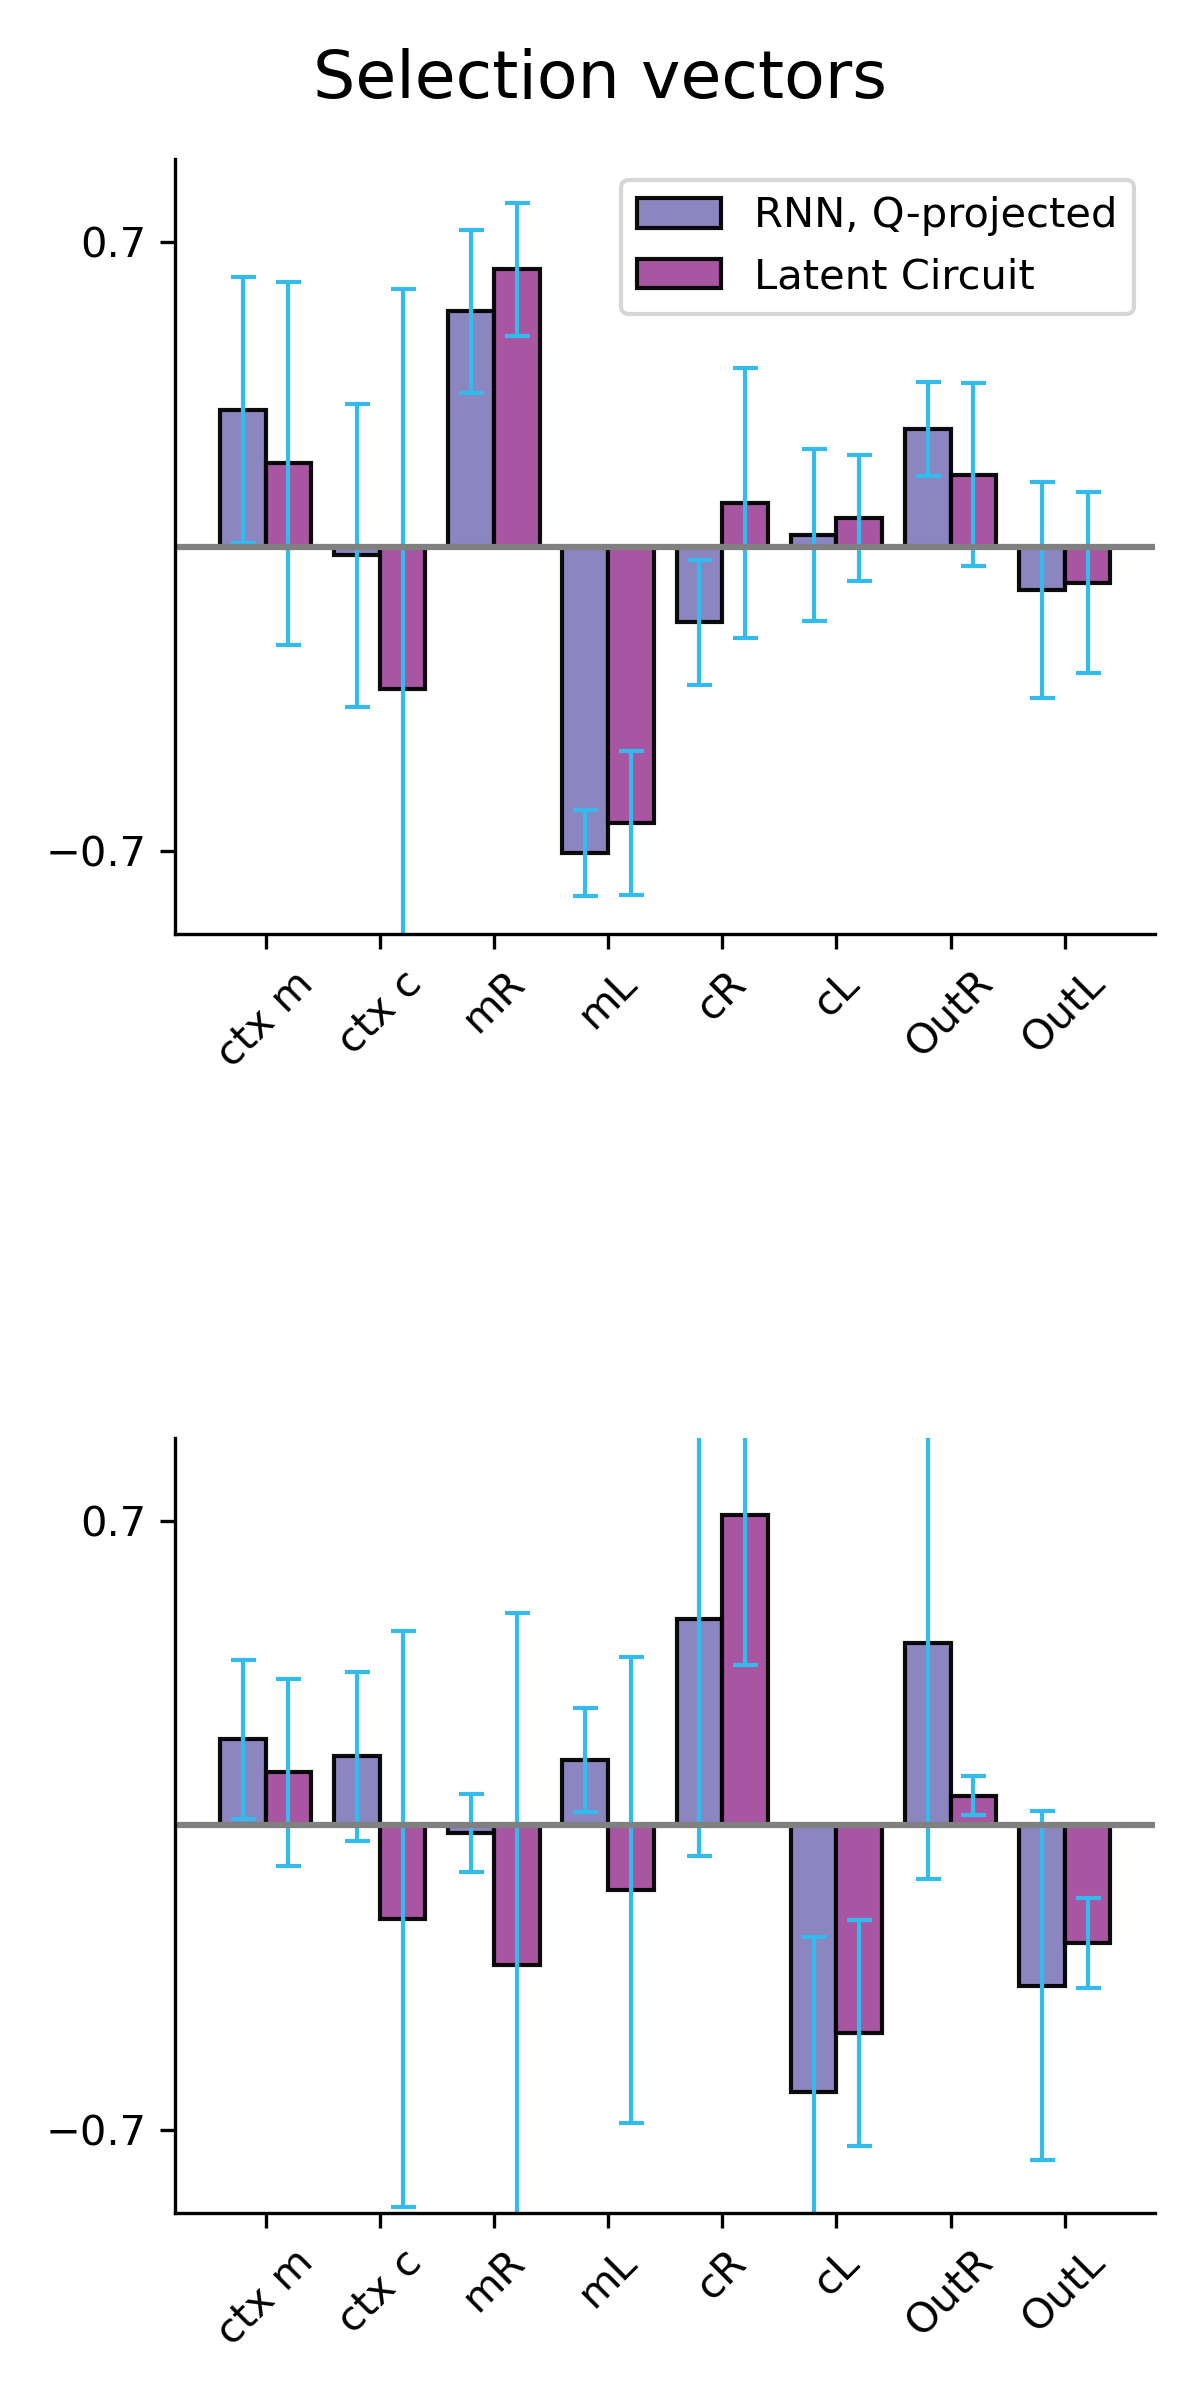 Selection vectors
RNN, Q-projected
Latent Circuit
0.7
−0.7
ctx m
ctx c
mR
mL
cR
cL
OutR
OutL
0.7
−0.7
ctx m
ctx c
mR
mL
cR
cL
OutR
OutL